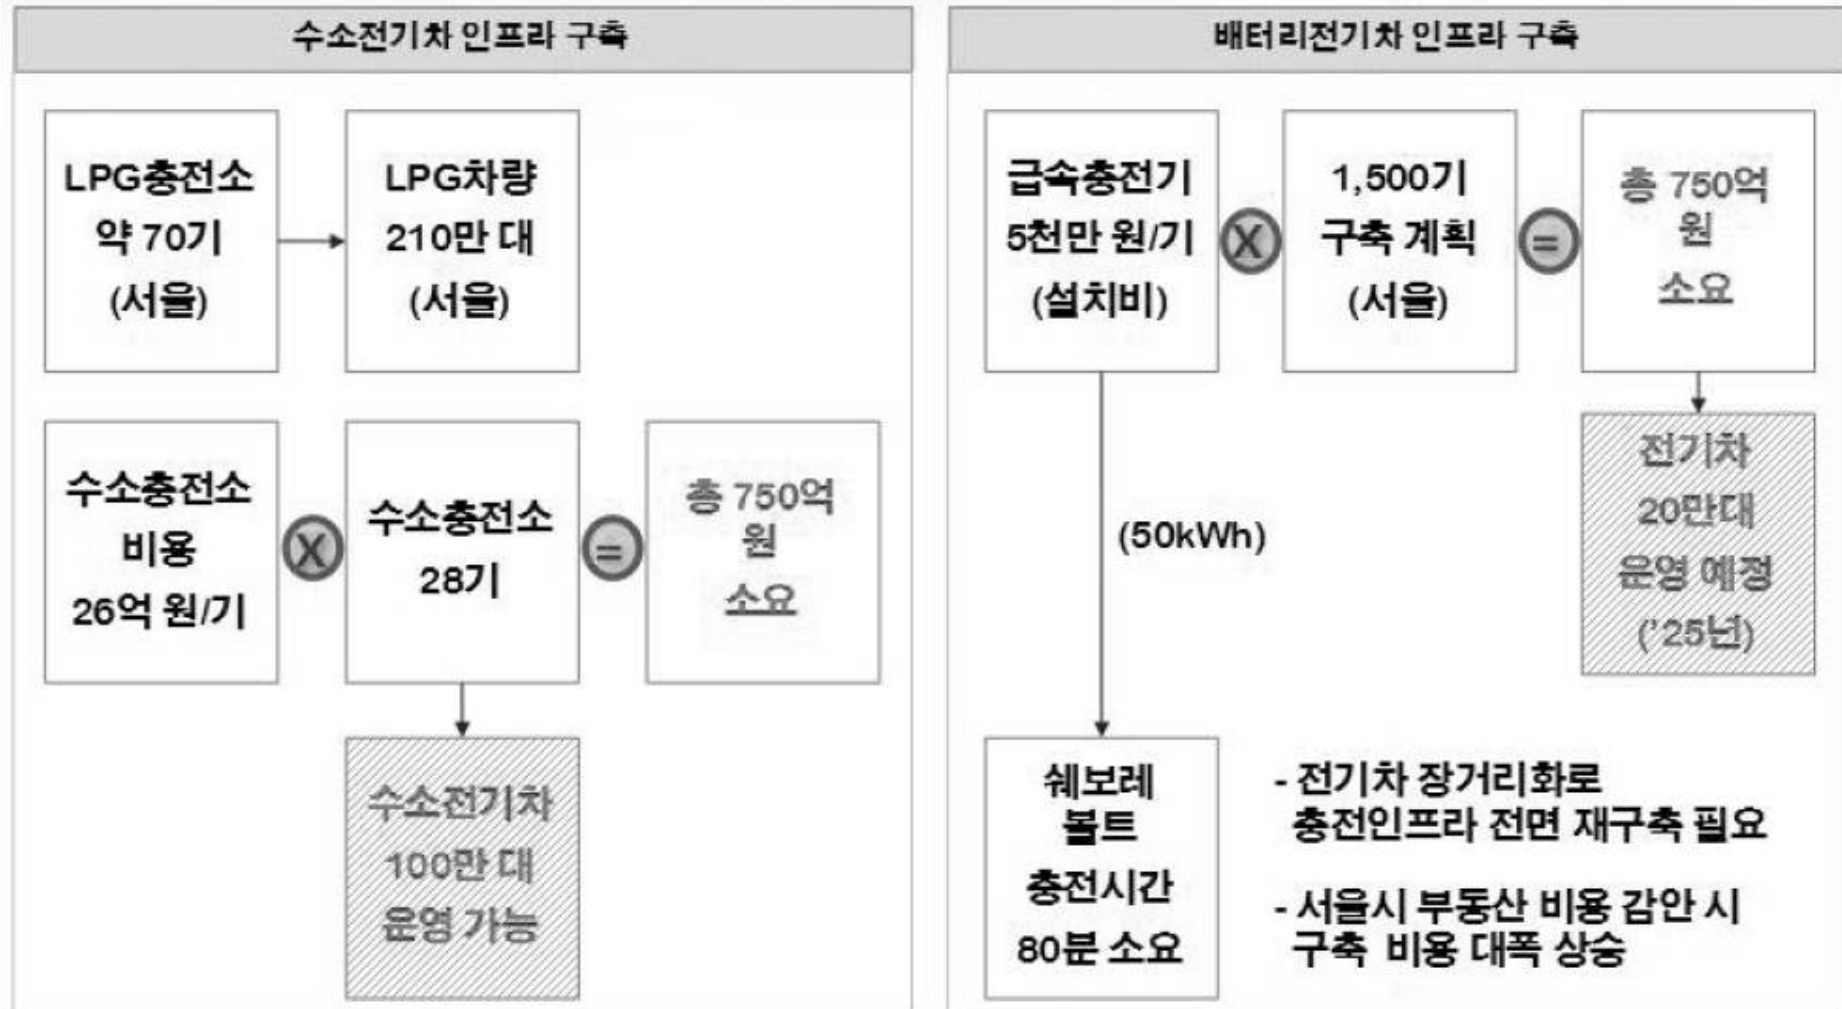 수소전기차 인프라 구축
LPG충전소
약 70기
(서울)
LPG차량
210만 대
(서울)
수소충전소
비용
26억 원/기
X
수소충전소
28기
=
총 750억
원
소요
수소전기차
100만 대
운영 가능
배터리전기차 인프라 구축
급속충전기
5천만 원/기
(설치비)
X
1,500기
구축 계획
(서울)
=
총 750억
원
소요
전기차
20만대
운영 예정
('25년)
(50kWh)
쉐보레
볼트
충전시간
80분 소요
- 전기차 장거리화로
충전인프라 전면 재구축 필요
- 서울시 부동산 비용 감안 시
구축 비용 대폭 상승